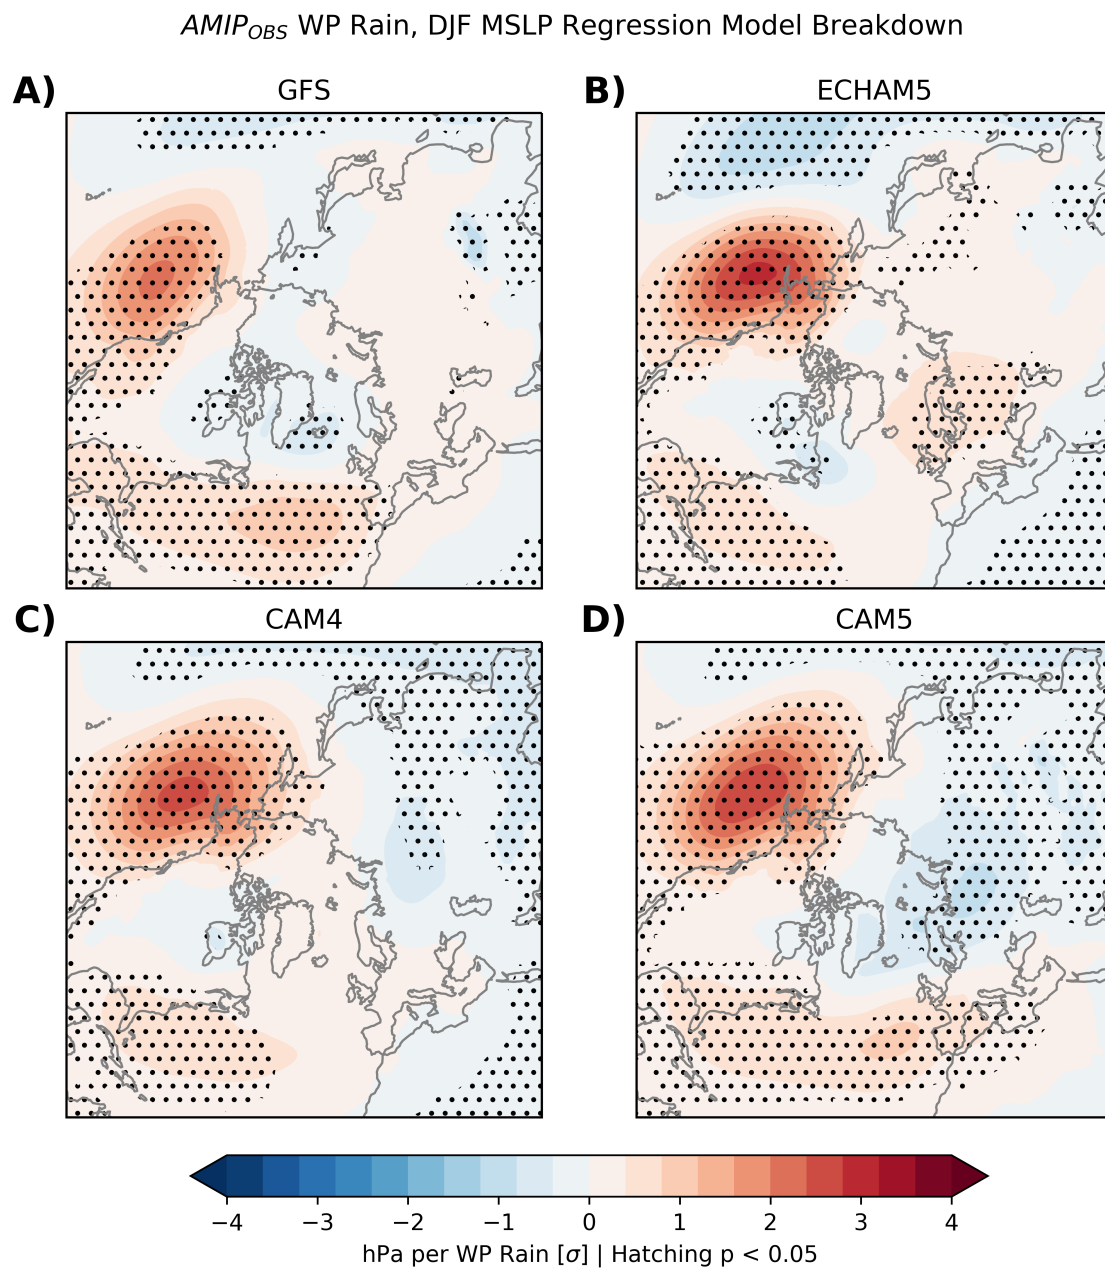 AMIP_OBS WP Rain, DJF MSLP Regression Model Breakdown
A) GFS
B) ECHAM5
C) CAM4
D) CAM5
−4 −3 −2 −1 0 1 2 3 4
hPa per WP Rain [σ] | Hatching p < 0.05